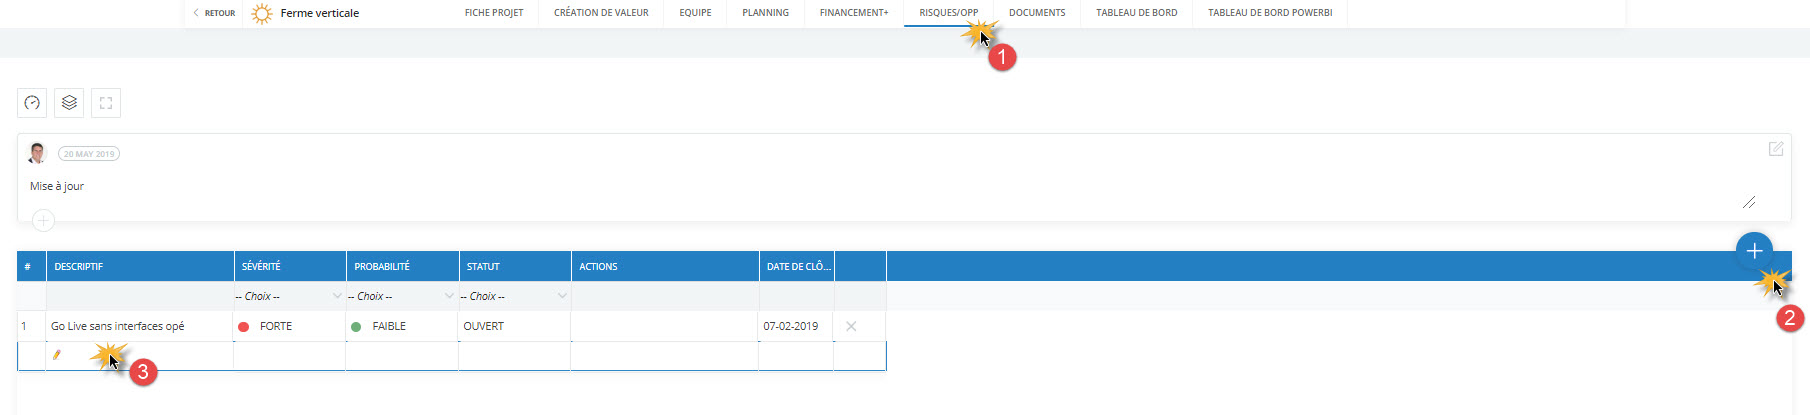 RETOUR Ferme verticale FICHE PROJET CRÉATION DE VALEUR EQUIPE PLANNING FINANCEMENT+ RISQUES/OPP DOCUMENTS TABLEAU DE BORD TABLEAU DE BORD POWERBI
1
20 MAY 2019
Mise à jour
# DESCRIPTIF SÉVÉRITÉ PROBABILITÉ STATUT ACTIONS DATE DE CLÔ...
-- Choix -- -- Choix -- -- Choix --
2
1 Go Live sans interfaces opé FORTE FAIBLE OUVERT 07-02-2019
3